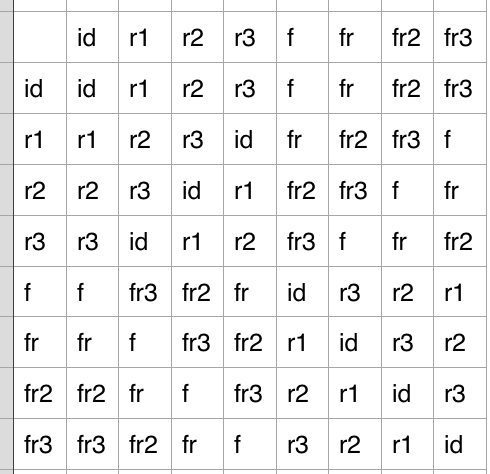 id r1 r2 r3 f fr fr2 fr3
id id r1 r2 r3 f fr fr2 fr3
r1 r1 r2 r3 id fr fr2 fr3 f
r2 r2 r3 id r1 fr2 fr3 f fr
r3 r3 id r1 r2 fr3 f fr fr2
f f fr3 fr2 fr id r3 r2 r1
fr fr f fr3 fr2 r1 id r3 r2
fr2 fr2 fr f fr3 r2 r1 id r3
fr3 fr3 fr2 fr f r3 r2 r1 id